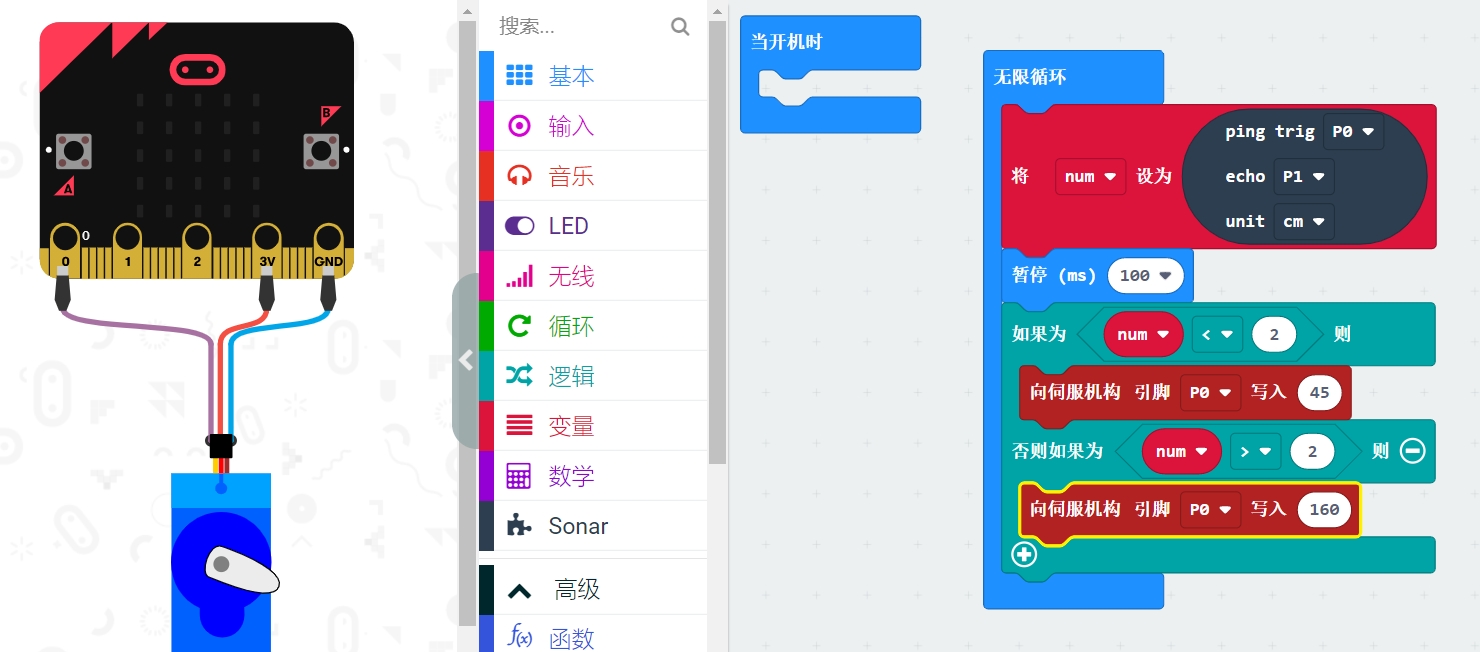 B
A
0
0
1
2
3V
GND
搜索...
基本
输入
音乐
LED
无线
循环
逻辑
变量
数学
Sonar
高级
f(x) 函数
当开机时
无限循环
将 num 设为 ping trig P0
echo P1
unit cm
暂停 (ms) 100
如果为 num < 2 则
向伺服机构 引脚 P0 写入 45
否则如果为 num > 2 则
向伺服机构 引脚 P0 写入 160